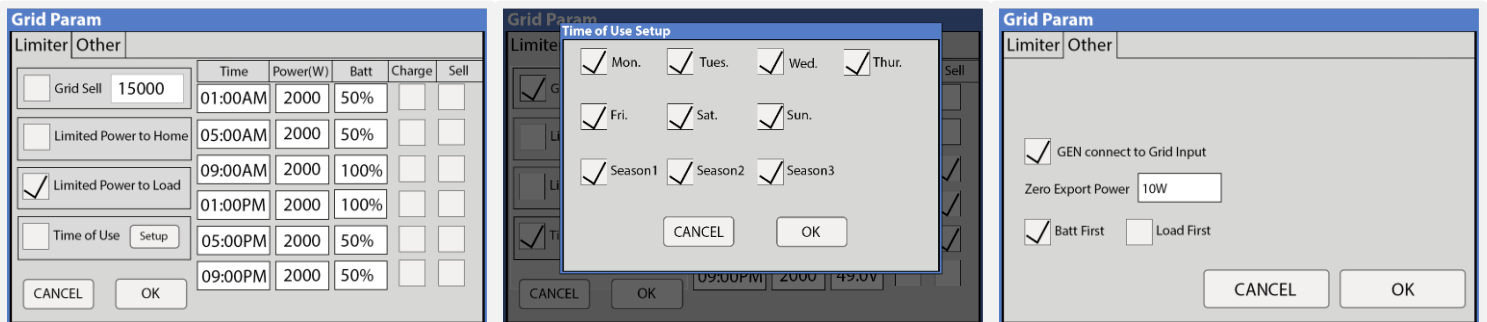 Grid Param
Limiter Other
Time Power(W) Batt Charge Sell
Grid Sell 15000
01:00AM 2000 50%
Limited Power to Home
05:00AM 2000 50%
09:00AM 2000 100%
Limited Power to Load
01:00PM 2000 100%
Time of Use Setup
05:00PM 2000 50%
09:00PM 2000 50%
CANCEL OK
Grid Param
Time of Use Setup
Limite
Sell
Mon. Tues. Wed. Thur.
G
Fri. Sat. Sun.
Li
Season1 Season2 Season3
Li
Ti
CANCEL OK
09:00PM 2000 49.0V
CANCEL OK
Grid Param
Limiter Other
GEN connect to Grid Input
Zero Export Power 10W
Batt First Load First
CANCEL OK